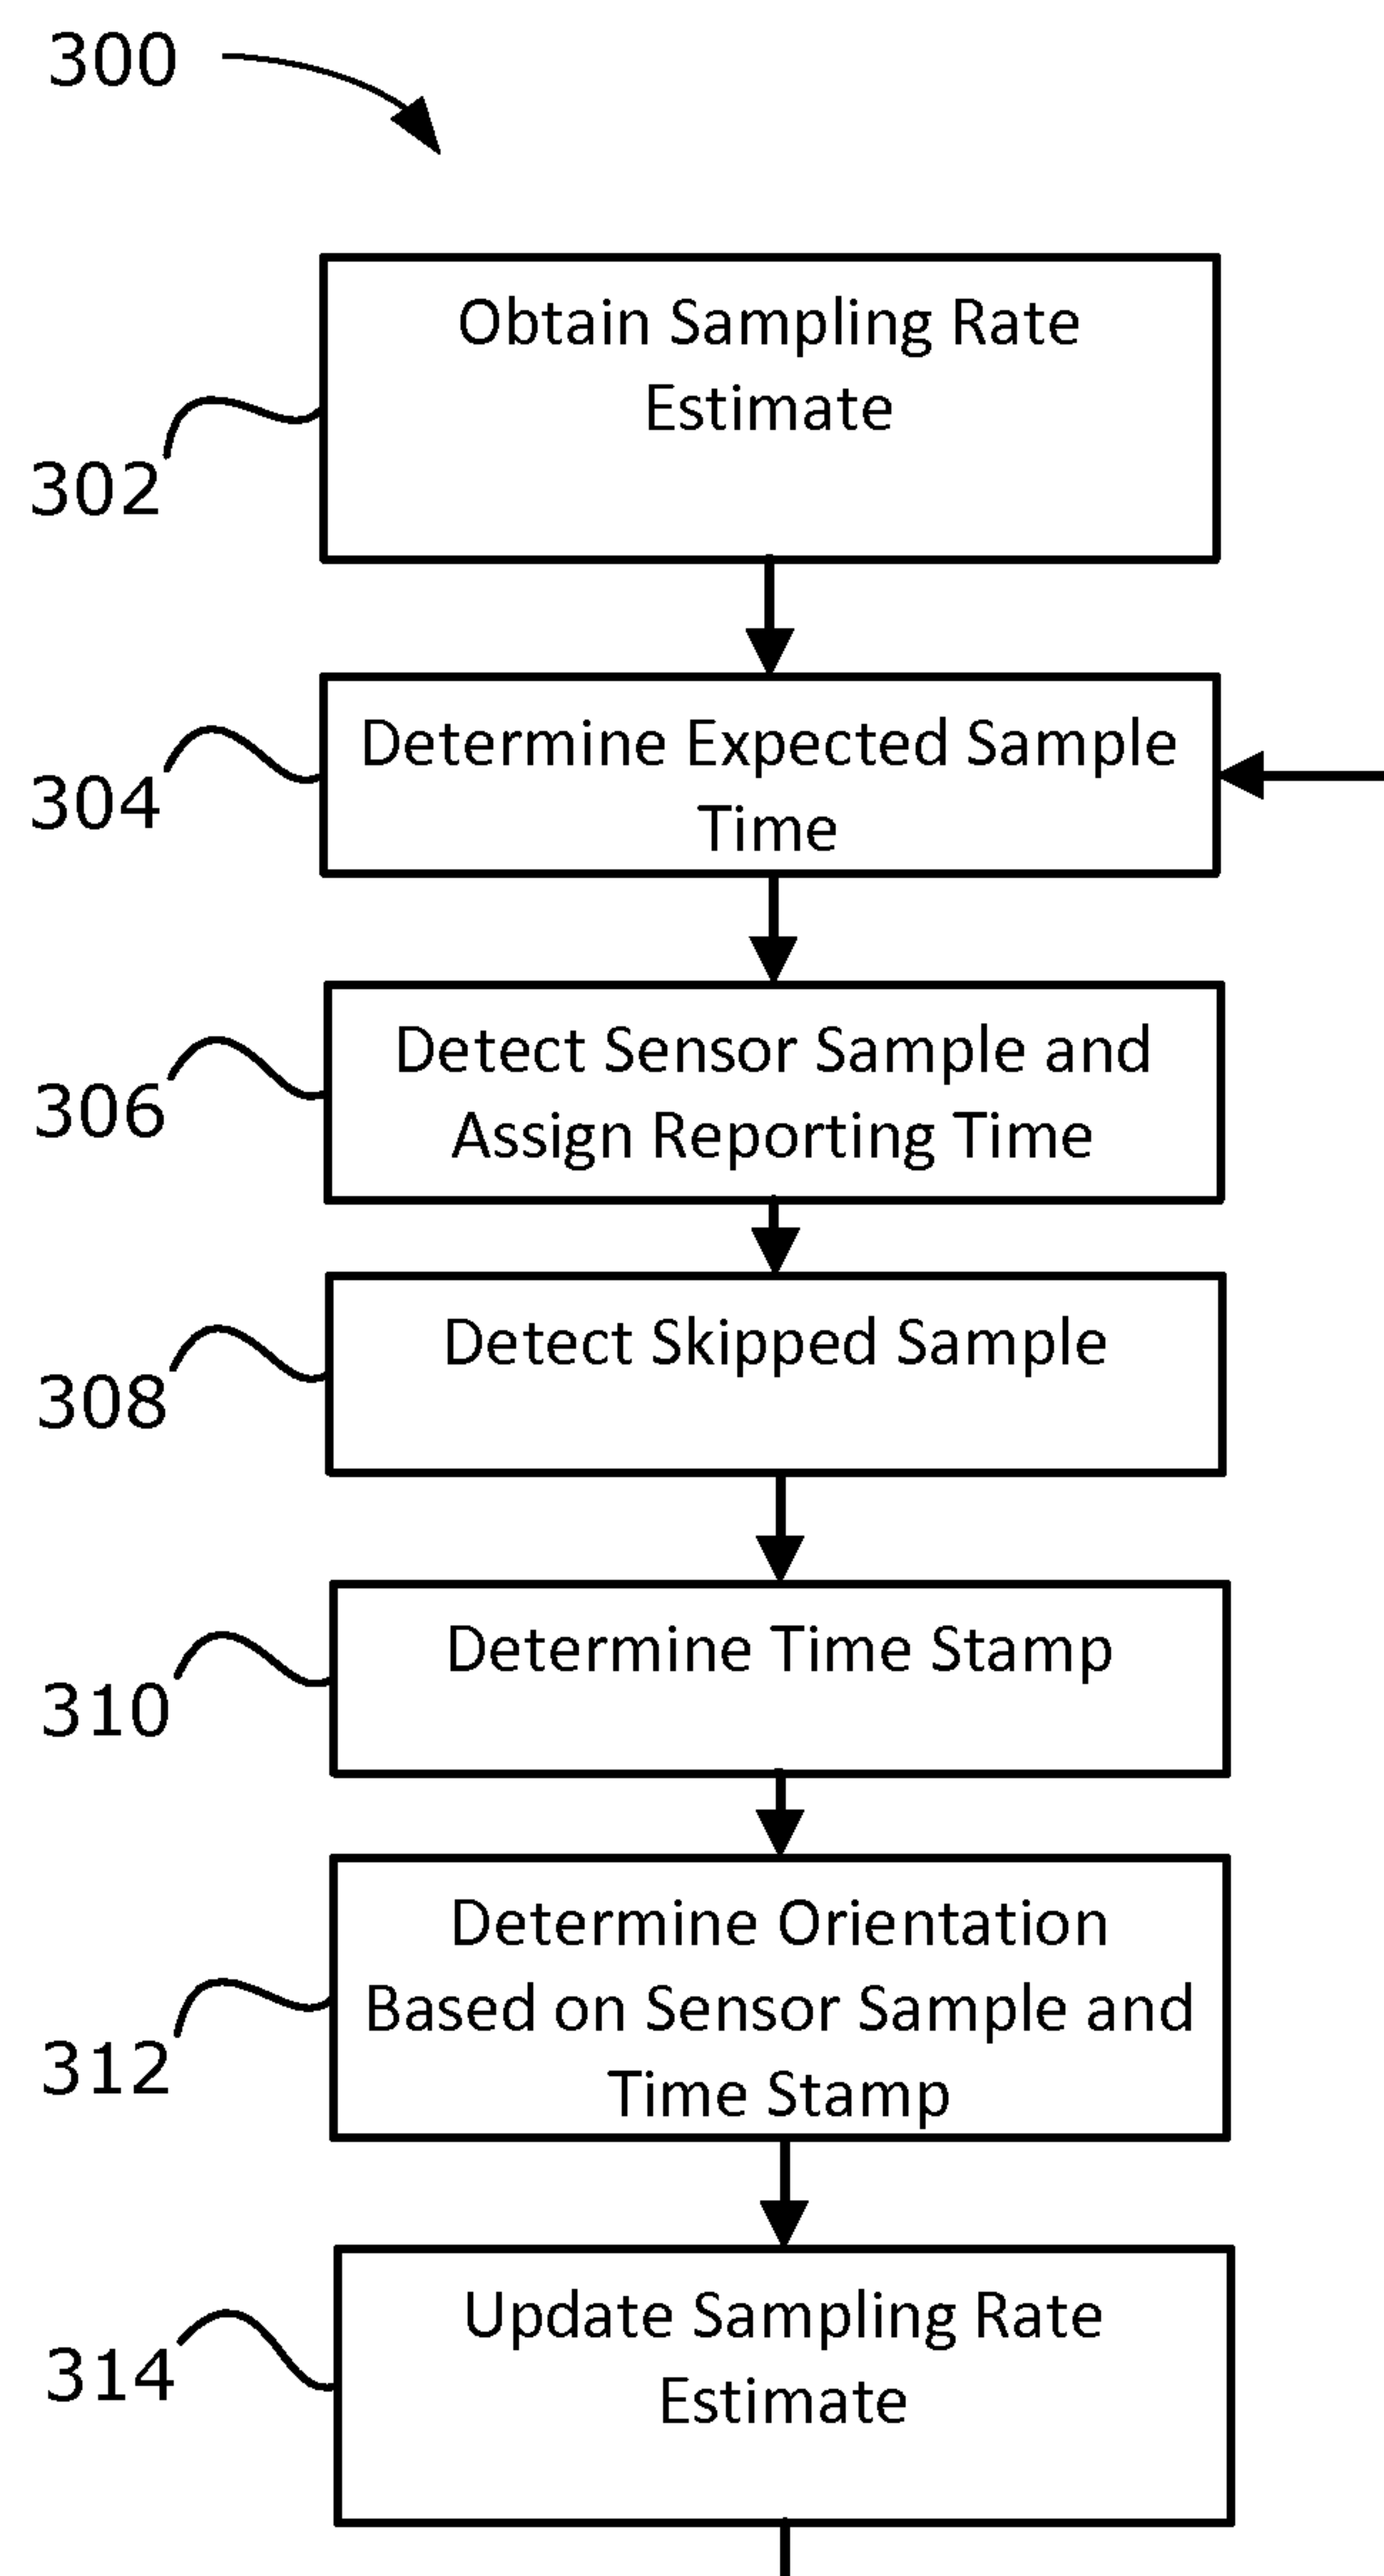 300
Obtain Sampling Rate
Estimate
302
Determine Expected Sample
Time
304
Detect Sensor Sample and
Assign Reporting Time
306
Detect Skipped Sample
308
Determine Time Stamp
310
Determine Orientation
Based on Sensor Sample and
Time Stamp
312
Update Sampling Rate
Estimate
314